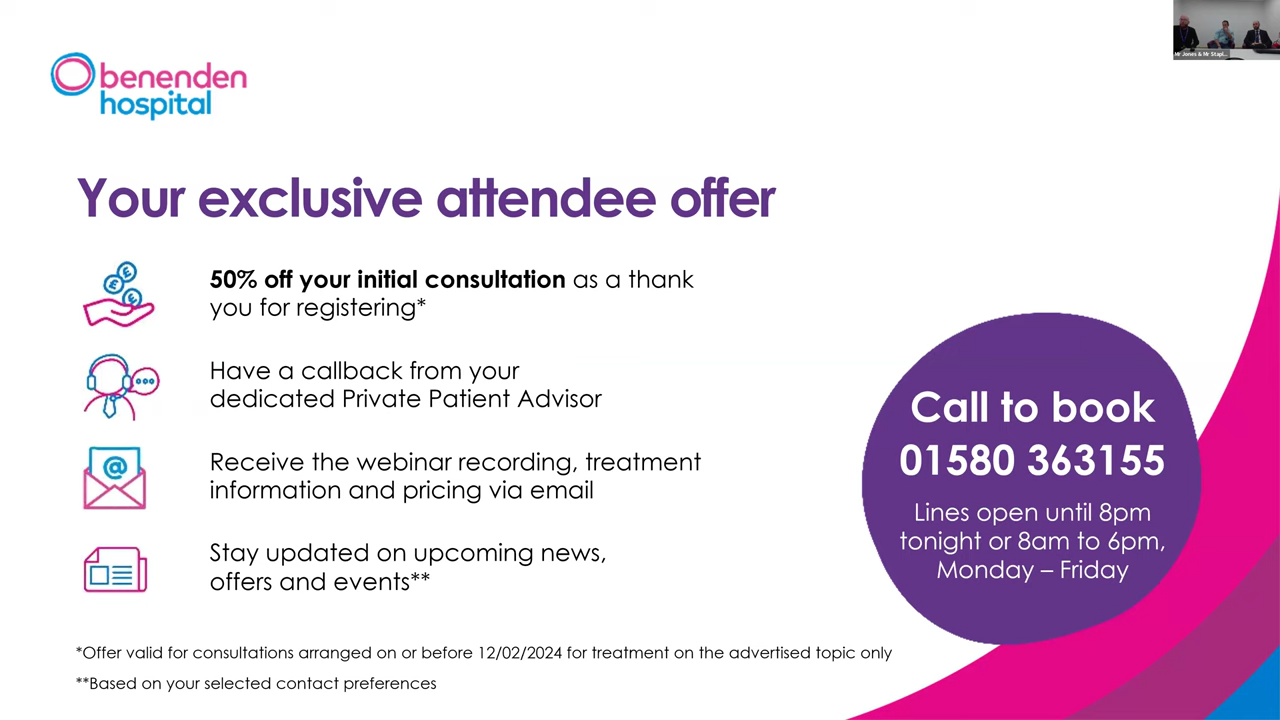 Mr Jones & Mr Stapl...
benenden
hospital
Your exclusive attendee offer
£
£
£
50% off your initial consultation as a thank
you for registering*
Have a callback from your
dedicated Private Patient Advisor
@
Receive the webinar recording, treatment
information and pricing via email
Stay updated on upcoming news,
offers and events**
Call to book
01580 363155
Lines open until 8pm
tonight or 8am to 6pm,
Monday – Friday
*Offer valid for consultations arranged on or before 12/02/2024 for treatment on the advertised topic only
**Based on your selected contact preferences